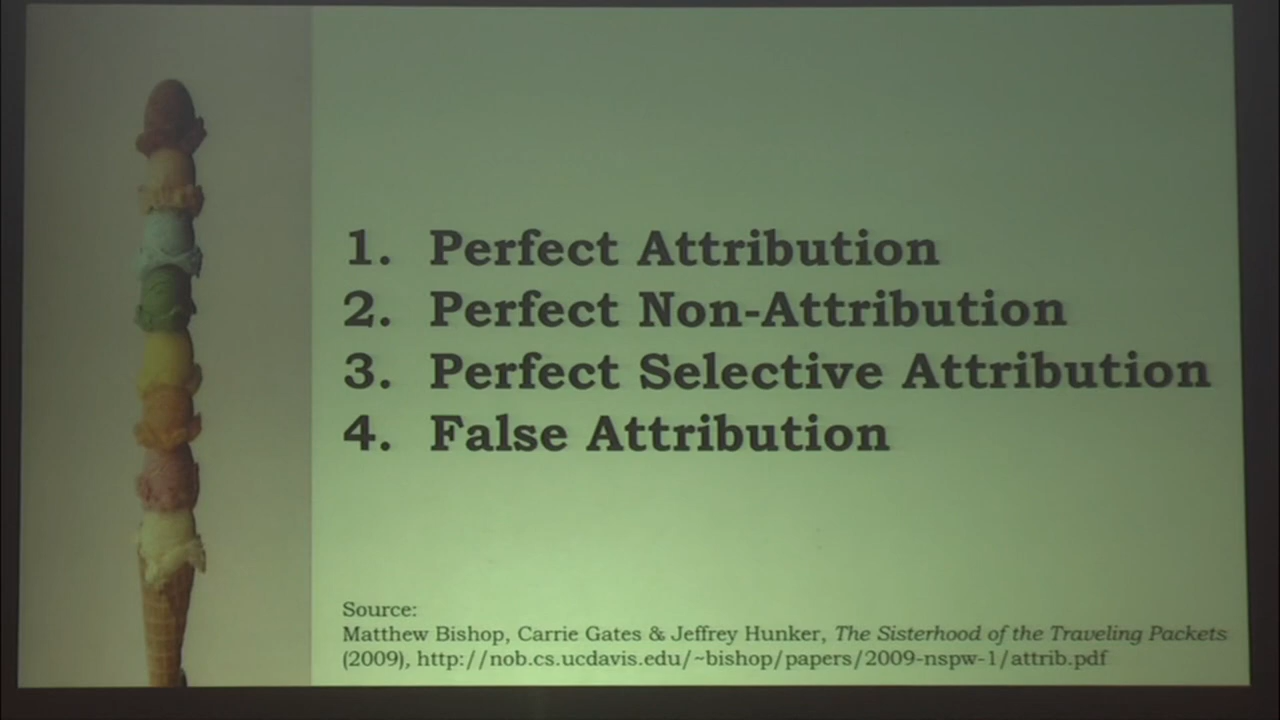 1. Perfect Attribution
2. Perfect Non-Attribution
3. Perfect Selective Attribution
4. False Attribution
Source:
Matthew Bishop, Carrie Gates & Jeffrey Hunker, The Sisterhood of the Traveling Packets
(2009), http://nob.cs.ucdavis.edu/~bishop/papers/2009-nspw-1/attrib.pdf